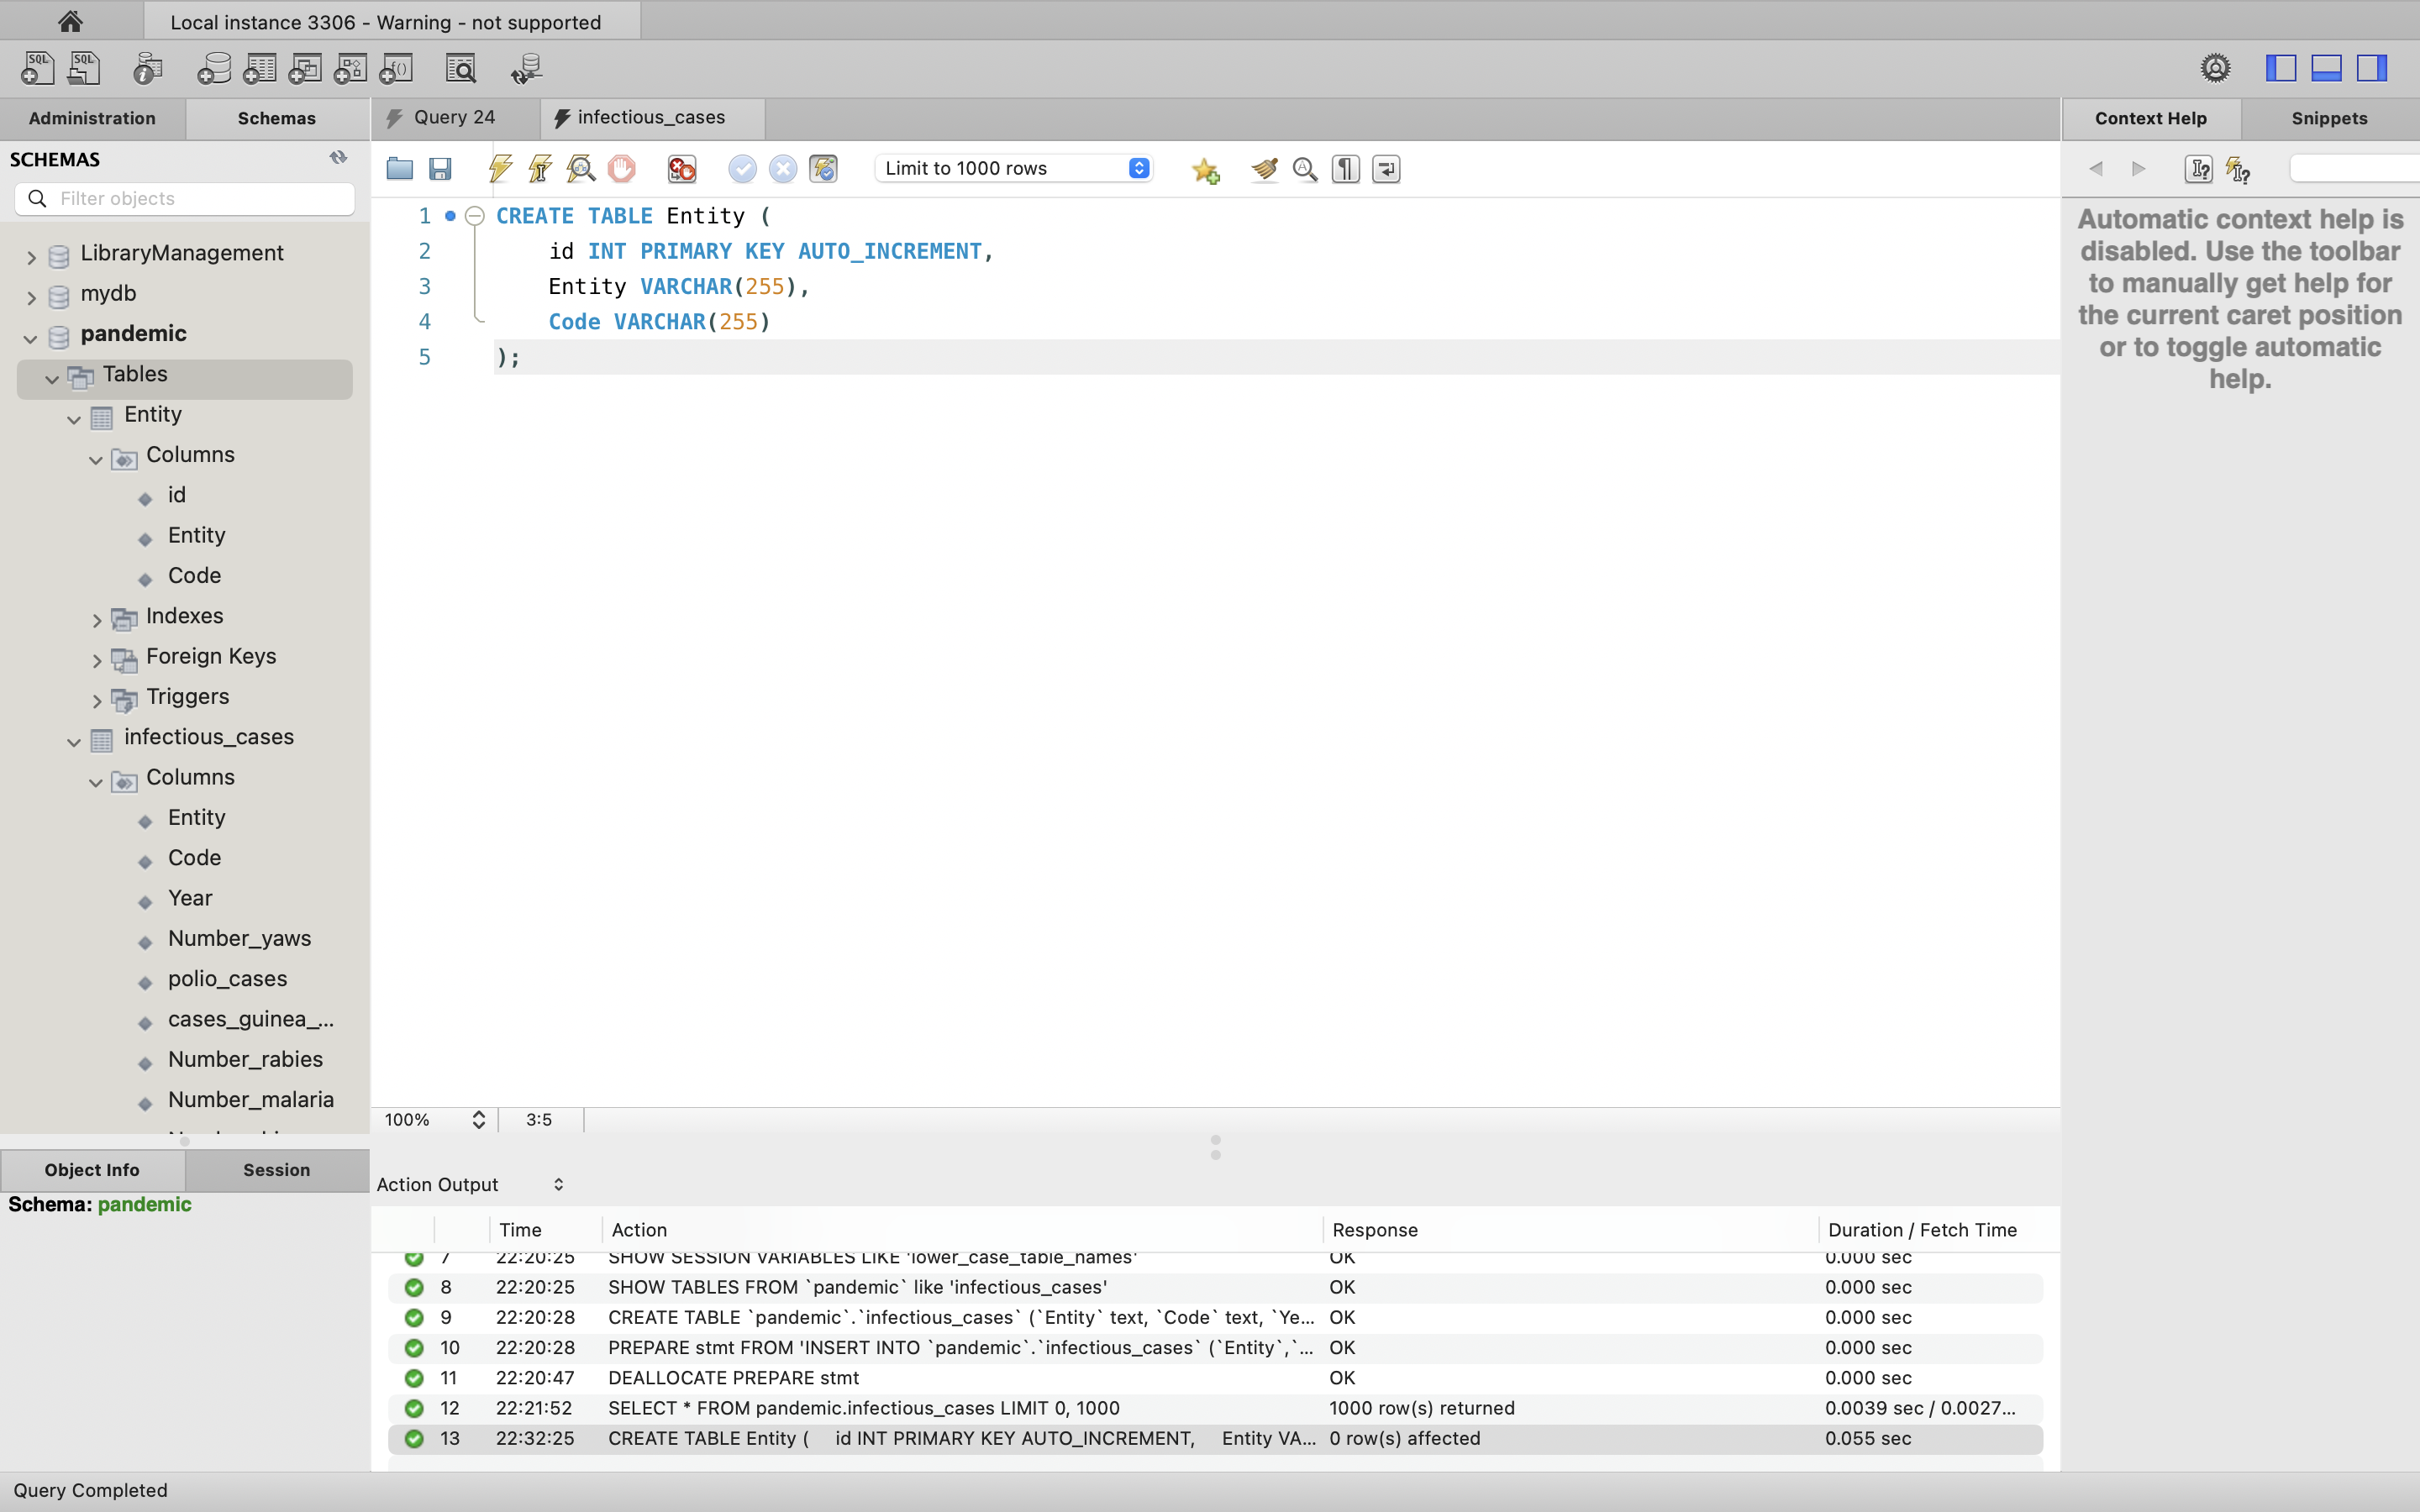 Local instance 3306 - Warning - not supported
Administration
Schemas
Query 24
infectious_cases
Context Help
Snippets
SCHEMAS
Filter objects
Limit to 1000 rows
LibraryManagement
mydb
pandemic
Tables
Entity
Columns
id
Entity
Code
Indexes
Foreign Keys
Triggers
infectious_cases
Columns
Entity
Code
Year
Number_yaws
polio_cases
cases_guinea_...
Number_rabies
Number_malaria
1 CREATE TABLE Entity (
2 id INT PRIMARY KEY AUTO_INCREMENT,
3 Entity VARCHAR(255),
4 Code VARCHAR(255)
5 );
Automatic context help is
disabled. Use the toolbar
to manually get help for
the current caret position
or to toggle automatic
help.
100% 3:5
Object Info
Session
Schema: pandemic
Action Output
Time Action Response Duration / Fetch Time
7 22:20:25 SHOW SESSION VARIABLES LIKE 'lower_case_table_names' OK 0.000 sec
8 22:20:25 SHOW TABLES FROM `pandemic` like 'infectious_cases' OK 0.000 sec
9 22:20:28 CREATE TABLE `pandemic`.`infectious_cases` (`Entity` text, `Code` text, `Ye... OK 0.000 sec
10 22:20:28 PREPARE stmt FROM 'INSERT INTO `pandemic`.`infectious_cases` (`Entity`,`... OK 0.000 sec
11 22:20:47 DEALLOCATE PREPARE stmt OK 0.000 sec
12 22:21:52 SELECT * FROM pandemic.infectious_cases LIMIT 0, 1000 1000 row(s) returned 0.0039 sec / 0.0027...
13 22:32:25 CREATE TABLE Entity ( id INT PRIMARY KEY AUTO_INCREMENT, Entity VA... 0 row(s) affected 0.055 sec
Query Completed